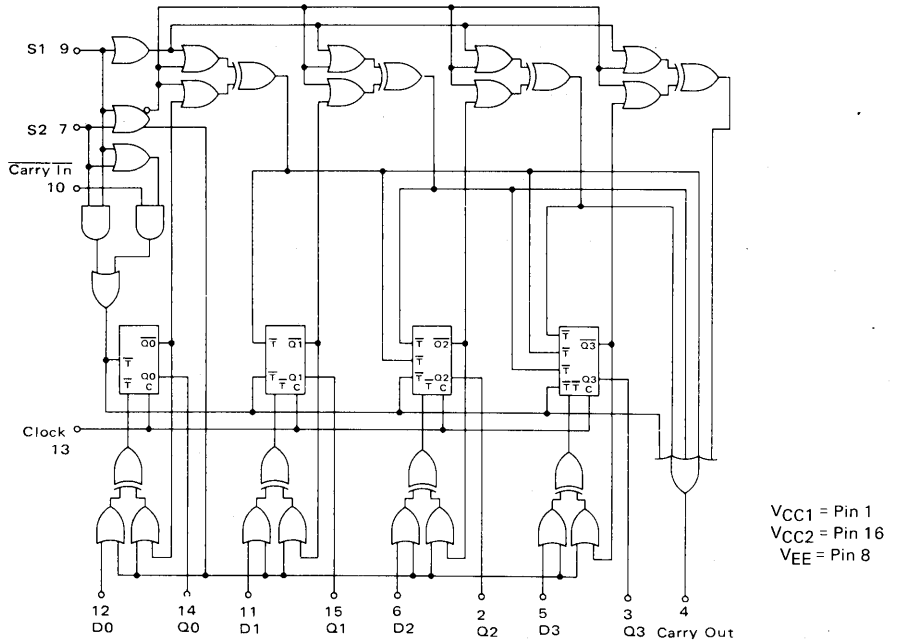 S1 9
S2 7
Carry In
10
Q0
T
Q0
T
C
T
Q1
Q1
T
T
C
T
Q2
T
Q2
T
T
C
T
Q3
T
T
Q3
T
T
C
Clock
13
VCC1 = Pin 1
VCC2 = Pin 16
VEE = Pin 8
12 14 11 15 6 2 5 3 4
D0 Q0 D1 Q1 D2 Q2 D3 Q3 Carry Out